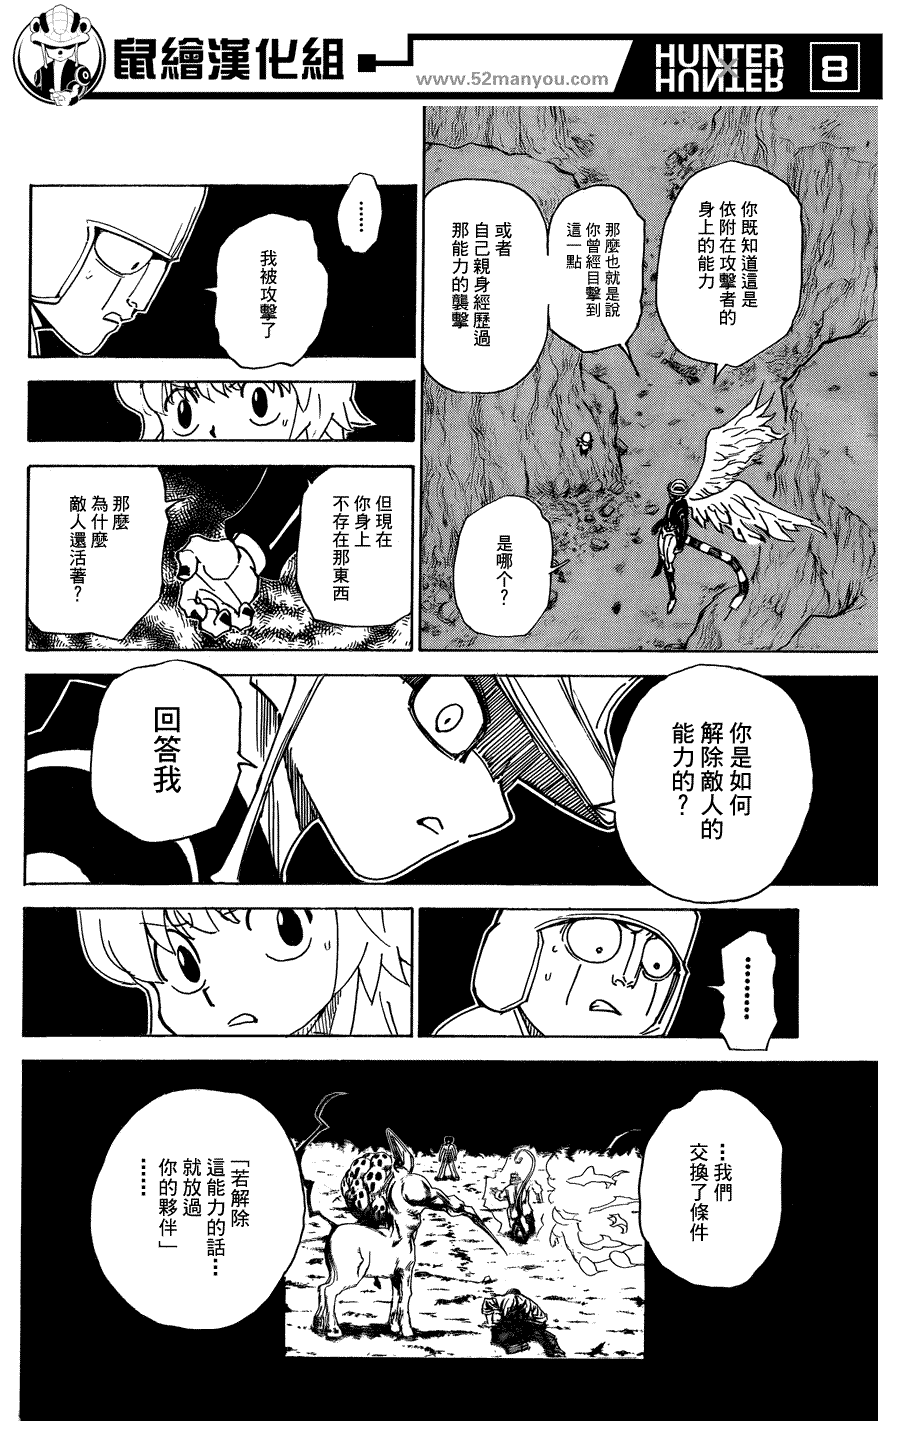 鼠繪漢化組
www.52manyou.com
HUNTER
×
HUNTER
8
你既知道這是
依附在攻擊者的
身上的能力
那麼也就是說
你曾經目擊到
這一點
或者
自己親身經歷過
那能力的襲擊
是哪个?
……
我被攻擊了
但現在
你身上
不存在那東西
那麼
為什麼
敵人還活著?
你是如何
解除敵人的
能力的?
回答我
………
…我們
交換了條件
「若解除
這能力的話…
就放過
你的夥伴」
……